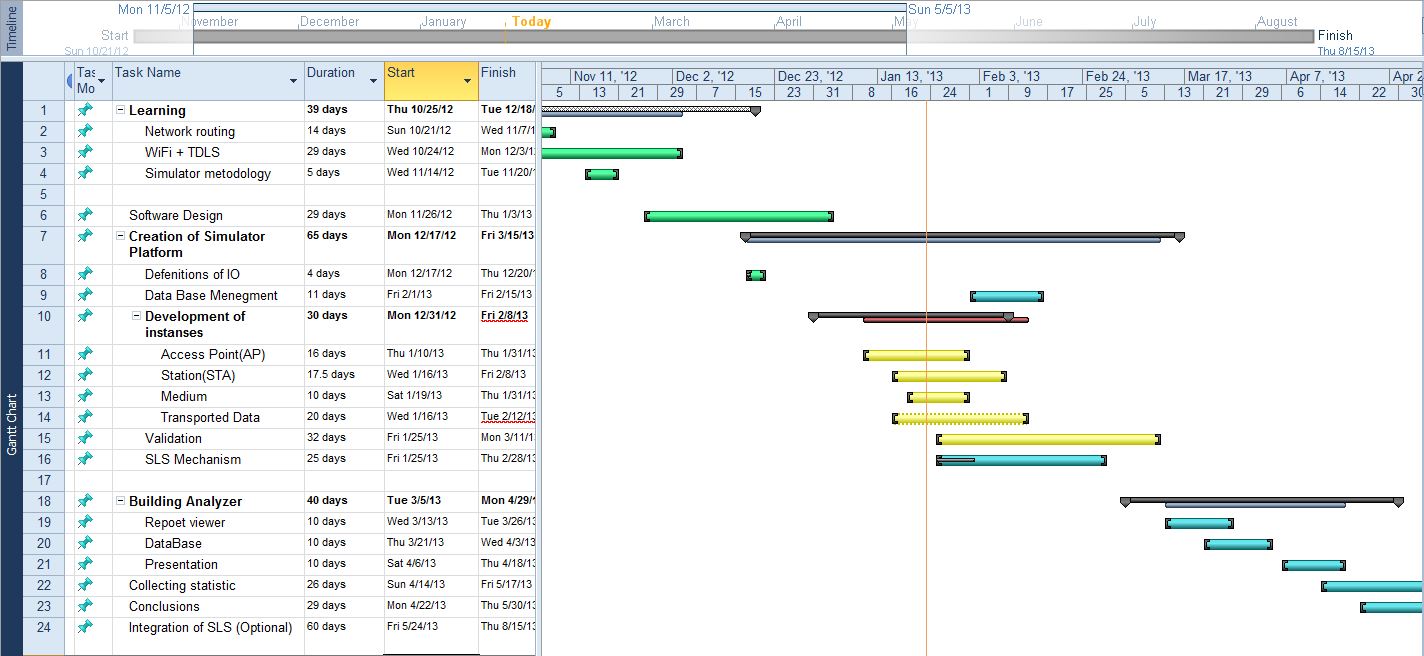 Timeline
Mon 11/5/12
Sun 5/5/13
November December January Today March April May June July August
Start
Finish
Sun 10/21/12
Thu 8/15/13
Gantt Chart
Task Name Duration Start Finish
Mo
Nov 11, '12 Dec 2, '12 Dec 23, '12 Jan 13, '13 Feb 3, '13 Feb 24, '13 Mar 17, '13 Apr 7, '13 Apr 2
5 13 21 29 7 15 23 31 8 16 24 1 9 17 25 5 13 21 29 6 14 22 30
1 Learning 39 days Thu 10/25/12 Tue 12/18/
2 Network routing 14 days Sun 10/21/12 Wed 11/7/1
3 WiFi + TDLS 29 days Wed 10/24/12 Mon 12/3/1
4 Simulator metodology 5 days Wed 11/14/12 Tue 11/20/
5
6 Software Design 29 days Mon 11/26/12 Thu 1/3/13
7 Creation of Simulator 65 days Mon 12/17/12 Fri 3/15/13
Platform
8 Defenitions of IO 4 days Mon 12/17/12 Thu 12/20/
9 Data Base Menegment 11 days Fri 2/1/13 Fri 2/15/13
10 Development of 30 days Mon 12/31/12 Fri 2/8/13
instanses
11 Access Point(AP) 16 days Thu 1/10/13 Thu 1/31/13
12 Station(STA) 17.5 days Wed 1/16/13 Fri 2/8/13
13 Medium 10 days Sat 1/19/13 Thu 1/31/13
14 Transported Data 20 days Wed 1/16/13 Tue 2/12/13
15 Validation 32 days Fri 1/25/13 Mon 3/11/1
16 SLS Mechanism 25 days Fri 1/25/13 Thu 2/28/13
17
18 Building Analyzer 40 days Tue 3/5/13 Mon 4/29/
19 Repoet viewer 10 days Wed 3/13/13 Tue 3/26/13
20 DataBase 10 days Thu 3/21/13 Wed 4/3/13
21 Presentation 10 days Sat 4/6/13 Thu 4/18/13
22 Collecting statistic 26 days Sun 4/14/13 Fri 5/17/13
23 Conclusions 29 days Mon 4/22/13 Thu 5/30/13
24 Integration of SLS (Optional) 60 days Fri 5/24/13 Thu 8/15/13